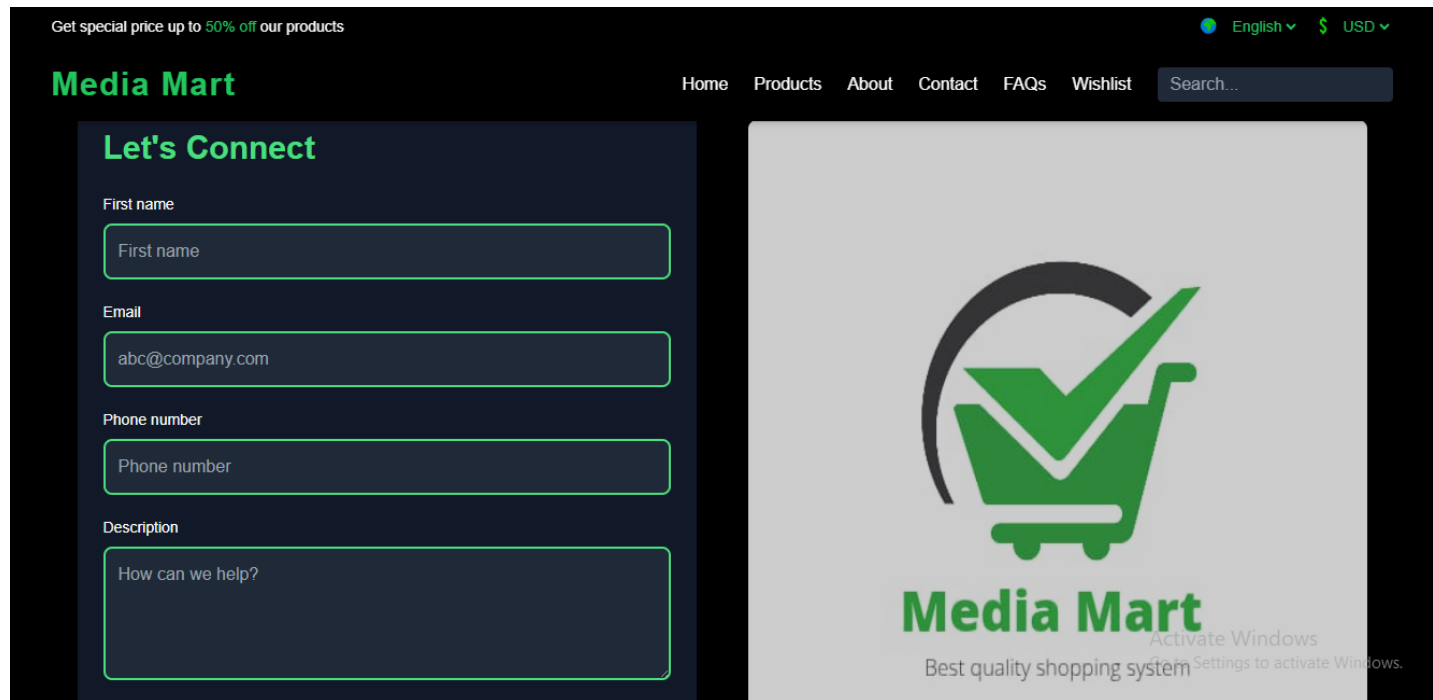 Get special price up to 50% off our products
English
$ USD
Media Mart
Home Products About Contact FAQs Wishlist Search...
Let's Connect
First name
First name
Email
abc@company.com
Phone number
Phone number
Description
How can we help?
Media Mart
Best quality shopping system
Activate Windows
Go to Settings to activate Windows.